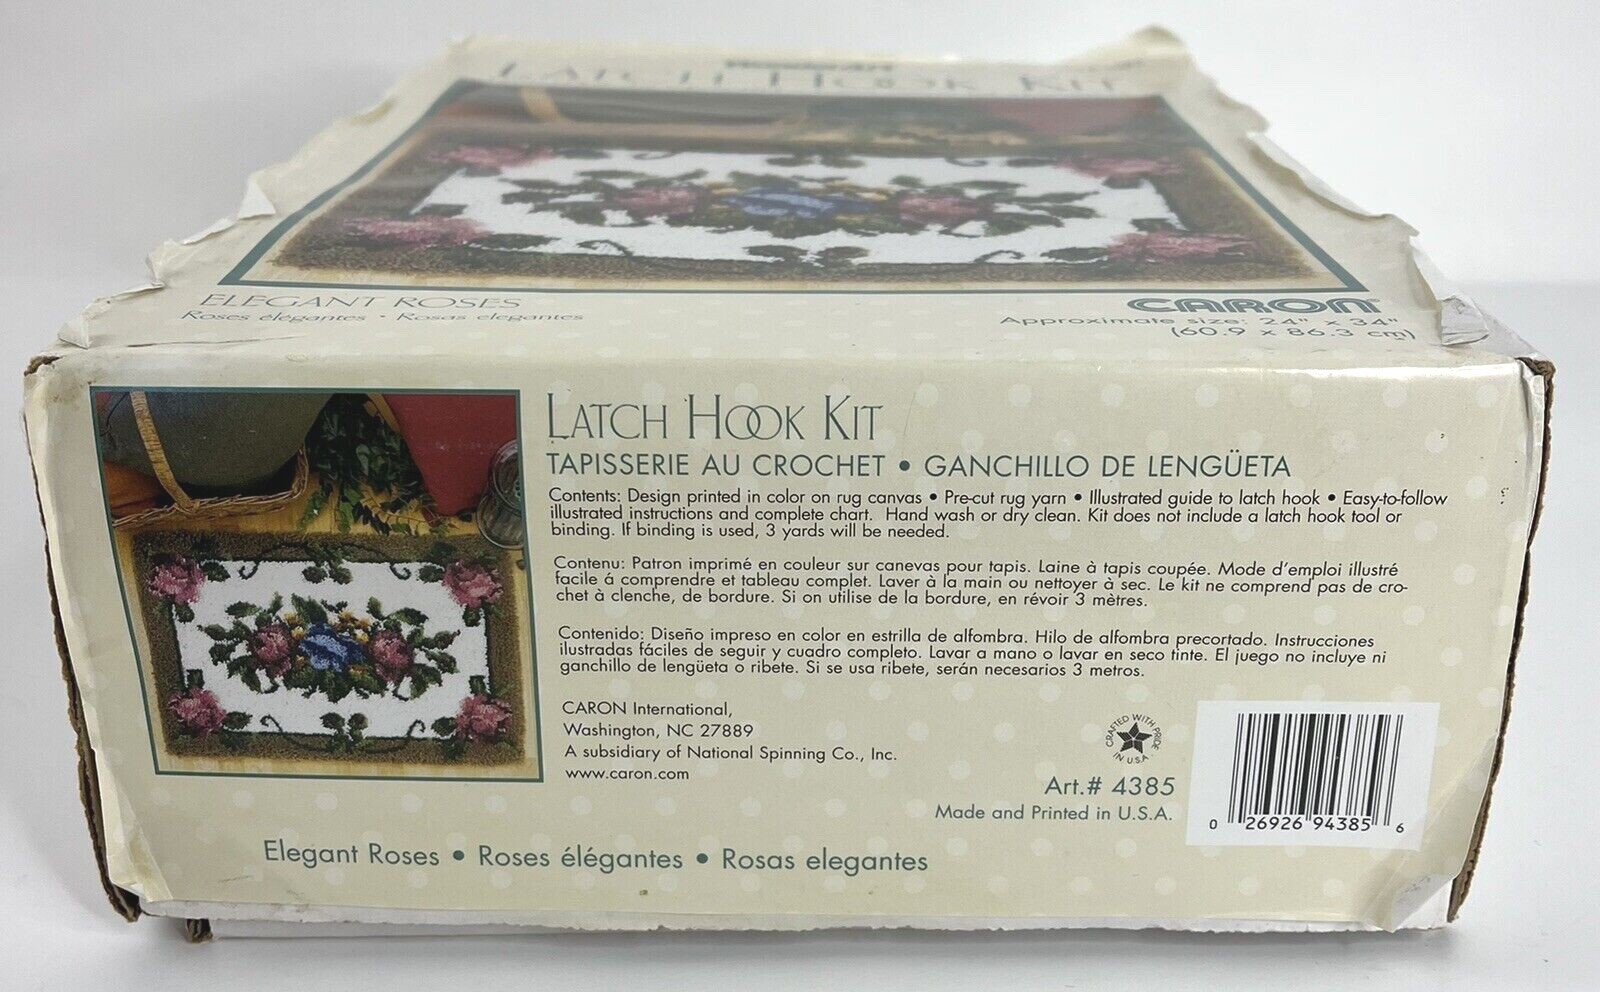 LATCH HOOK KIT
ELEGANT ROSES
Roses élégantes • Rosas elegantes
CARON
Approximate size: 24" x 34"
(60.9 x 86.3 cm)
LATCH HOOK KIT
TAPISSERIE AU CROCHET • GANCHILLO DE LENGÜETA
Contents: Design printed in color on rug canvas • Pre-cut rug yarn • Illustrated guide to latch hook • Easy-to-follow
illustrated instructions and complete chart. Hand wash or dry clean. Kit does not include a latch hook tool or
binding. If binding is used, 3 yards will be needed.
Contenu: Patron imprimé en couleur sur canevas pour tapis. Laine à tapis coupée. Mode d'emploi illustré
facile á comprendre et tableau complet. Laver à la main ou nettoyer à sec. Le kit ne comprend pas de cro-
chet à clenche, de bordure. Si on utilise de la bordure, en révoir 3 mètres.
Contenido: Diseño impreso en color en estrilla de alfombra. Hilo de alfombra precortado. Instrucciones
ilustradas fáciles de seguir y cuadro completo. Lavar a mano o lavar en seco tinte. El juego no incluye ni
ganchillo de lengüeta o ribete. Si se usa ribete, serán necesarios 3 metros.
CARON International,
Washington, NC 27889
A subsidiary of National Spinning Co., Inc.
www.caron.com
CRAFTED WITH PRIDE
IN U.S.A.
Art.# 4385
Made and Printed in U.S.A.
0 26926 94385 6
Elegant Roses • Roses élégantes • Rosas elegantes